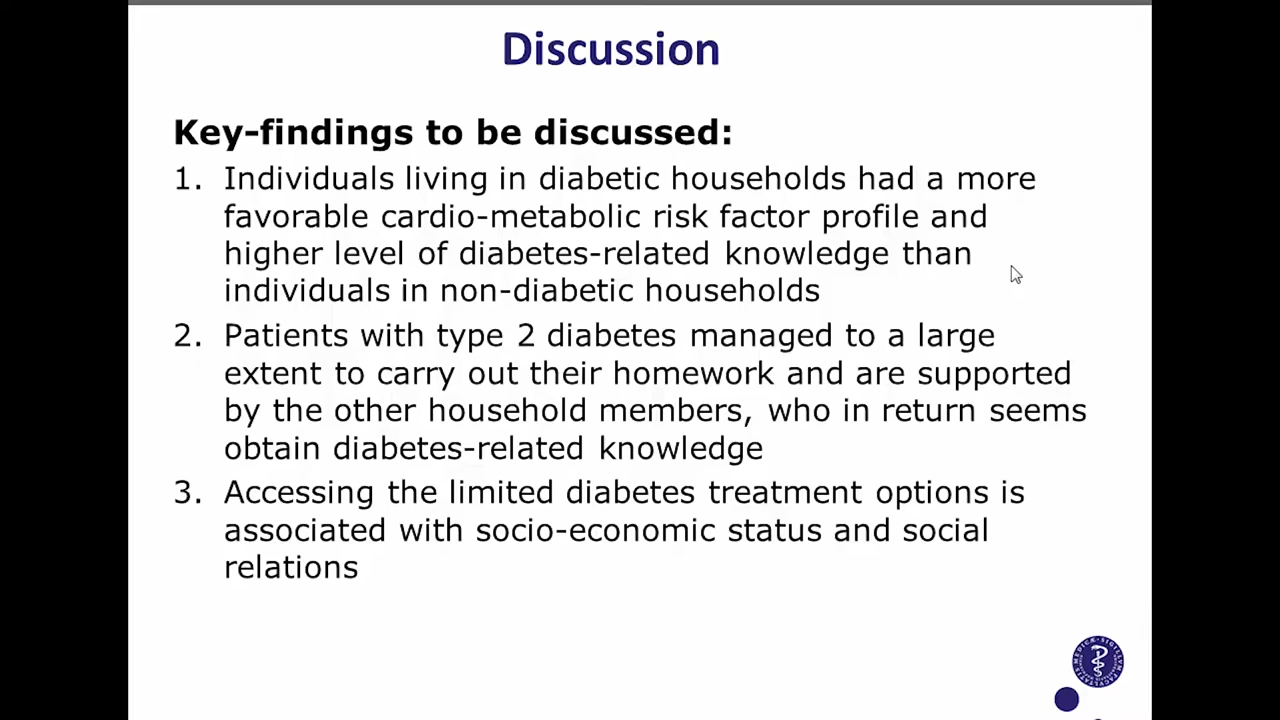 Discussion
Key-findings to be discussed:
1. Individuals living in diabetic households had a more
favorable cardio-metabolic risk factor profile and
higher level of diabetes-related knowledge than
individuals in non-diabetic households
2. Patients with type 2 diabetes managed to a large
extent to carry out their homework and are supported
by the other household members, who in return seems
obtain diabetes-related knowledge
3. Accessing the limited diabetes treatment options is
associated with socio-economic status and social
relations